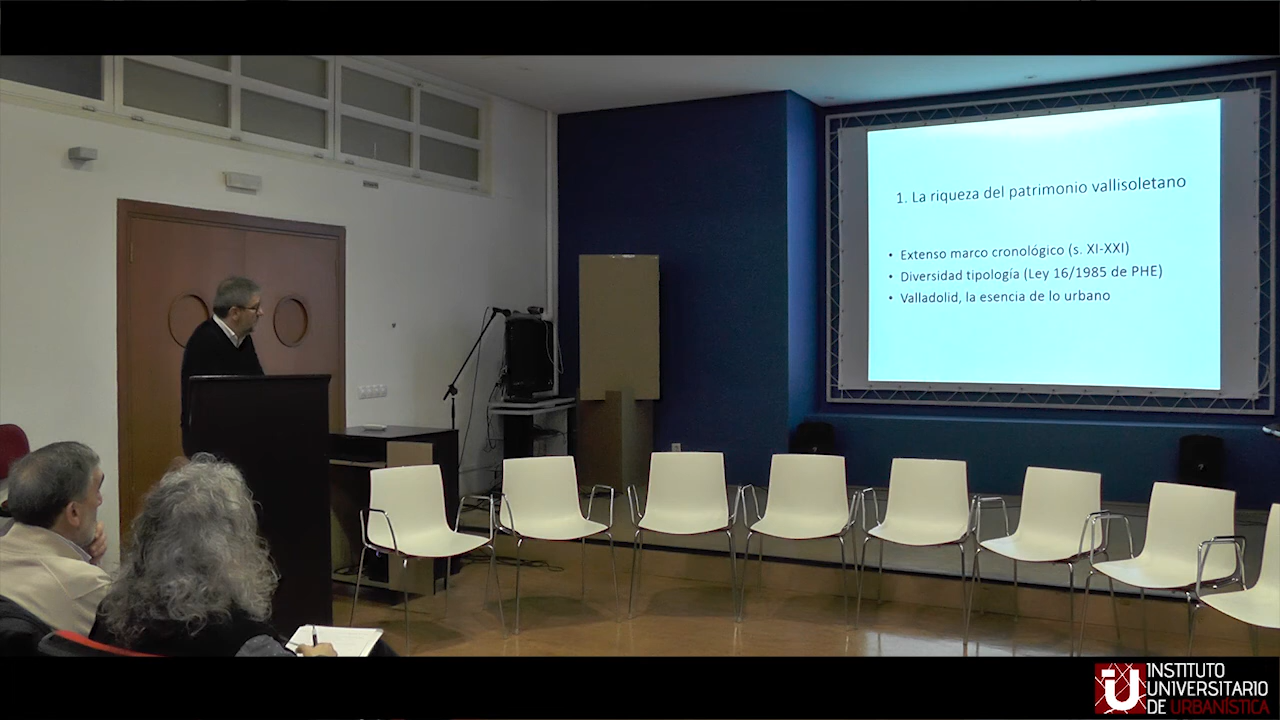 1. La riqueza del patrimonio vallisoletano
• Extenso marco cronológico (s. XI-XXI)
• Diversidad tipología (Ley 16/1985 de PHE)
• Valladolid, la esencia de lo urbano
iU INSTITUTO
UNIVERSITARIO
DE URBANÍSTICA